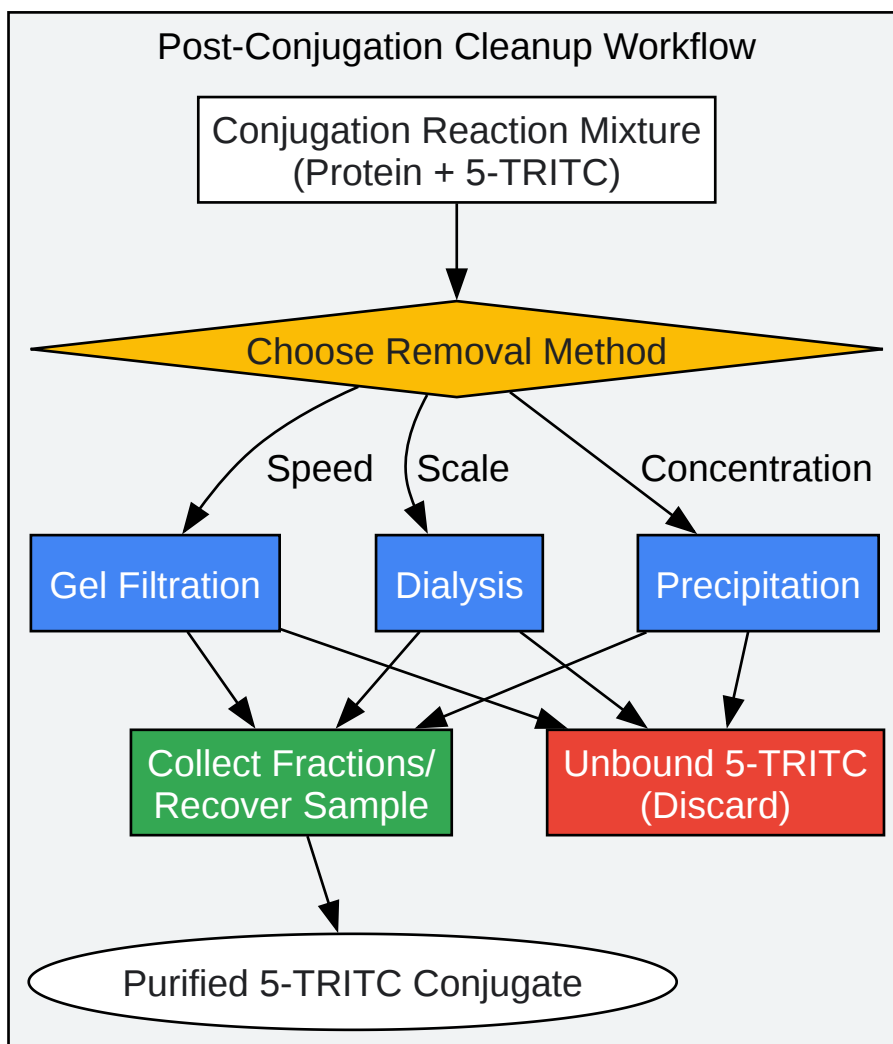 Post-Conjugation Cleanup Workflow
Conjugation Reaction Mixture
(Protein + 5-TRITC)
Choose Removal Method
Speed
Scale
Concentration
Gel Filtration
Dialysis
Precipitation
Collect Fractions/
Recover Sample
Unbound 5-TRITC
(Discard)
Purified 5-TRITC Conjugate